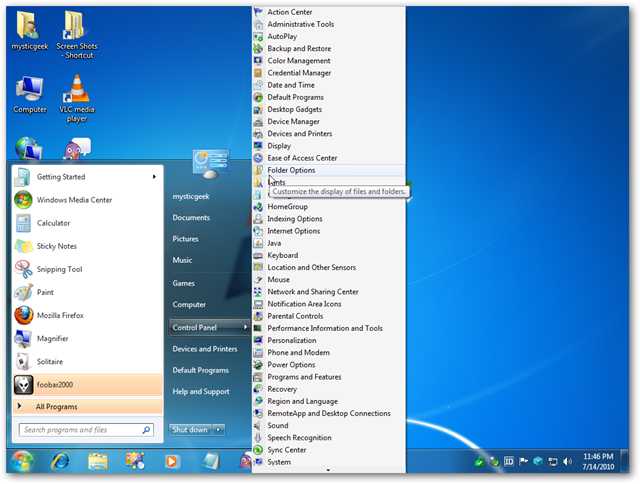 mysticgeek
Screen Shots - Shortcut
Computer
VLC media player
Getting Started
Windows Media Center
Calculator
Sticky Notes
Snipping Tool
Paint
Mozilla Firefox
Magnifier
Solitaire
foobar2000
All Programs
Search programs and files
mysticgeek
Documents
Pictures
Music
Games
Computer
Control Panel
Devices and Printers
Default Programs
Help and Support
Shut down
Action Center
Administrative Tools
AutoPlay
Backup and Restore
Color Management
Credential Manager
Date and Time
Default Programs
Desktop Gadgets
Device Manager
Devices and Printers
Display
Ease of Access Center
Folder Options
Customize the display of files and folders.
HomeGroup
Indexing Options
Internet Options
Java
Keyboard
Location and Other Sensors
Mouse
Network and Sharing Center
Notification Area Icons
Parental Controls
Performance Information and Tools
Personalization
Phone and Modem
Power Options
Programs and Features
Recovery
Region and Language
RemoteApp and Desktop Connections
Sound
Speech Recognition
Sync Center
System
11:46 PM
7/14/2010